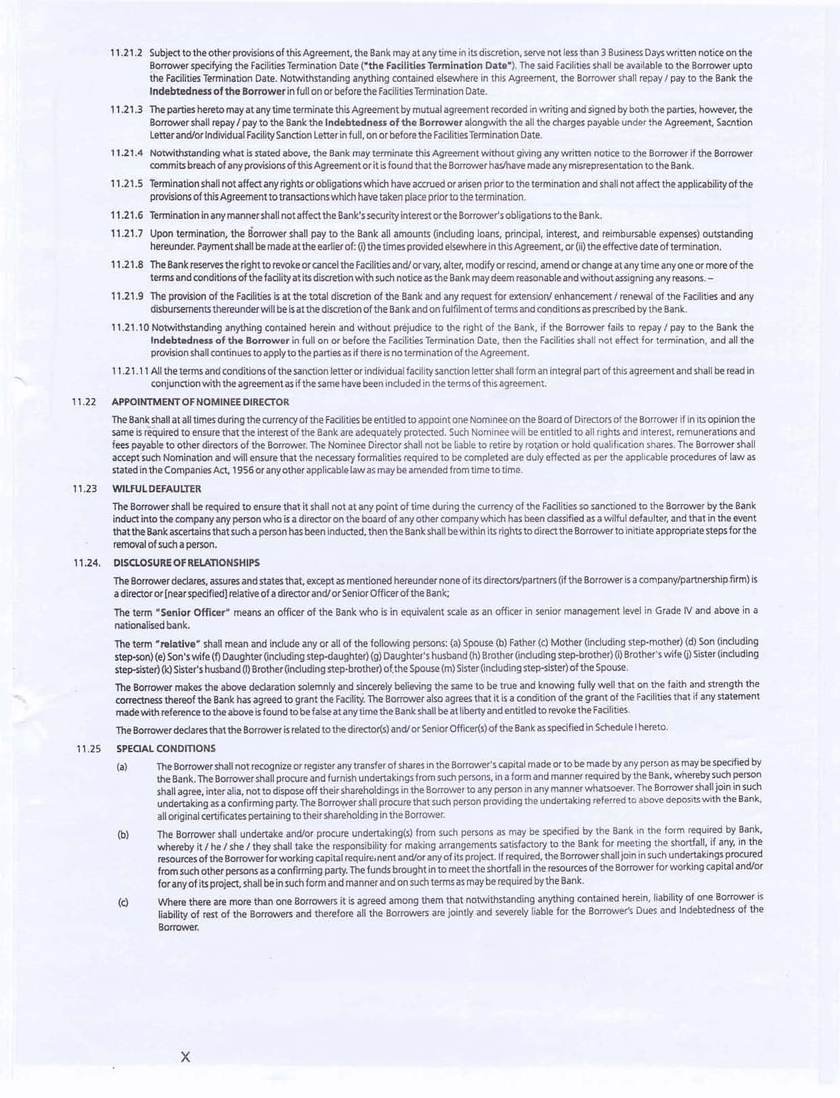 11.21.2 Subject to the other provisions of this Agreement, the Bank may at any time in its discretion, serve not less than 3 Business Days written notice on the
Borrower specifying the Facilities Termination Date ("the Facilities Termination Date"). The said Facilities shall be available to the Borrower upto
the Facilities Termination Date. Notwithstanding anything contained elsewhere in this Agreement, the Borrower shall repay / pay to the Bank the
Indebtedness of the Borrower in full on or before the Facilities Termination Date.
11.21.3 The parties hereto may at any time terminate this Agreement by mutual agreement recorded in writing and signed by both the parties, however, the
Borrower shall repay / pay to the Bank the Indebtedness of the Borrower alongwith the all the charges payable under the Agreement, Sacntion
Letter and/or Individual Facility Sanction Letter in full, on or before the Facilities Termination Date.
11.21.4 Notwithstanding what is stated above, the Bank may terminate this Agreement without giving any written notice to the Borrower if the Borrower
commits breach of any provisions of this Agreement or it is found that the Borrower has/have made any misrepresentation to the Bank.
11.21.5 Termination shall not affect any rights or obligations which have accrued or arisen prior to the termination and shall not affect the applicability of the
provisions of this Agreement to transactions which have taken place prior to the termination.
11.21.6 Termination in any manner shall not affect the Bank's security interest or the Borrower's obligations to the Bank.
11.21.7 Upon termination, the Borrower shall pay to the Bank all amounts (including loans, principal, interest, and reimbursable expenses) outstanding
hereunder. Payment shall be made at the earlier of: (i) the times provided elsewhere in this Agreement, or (ii) the effective date of termination.
11.21.8 The Bank reserves the right to revoke or cancel the Facilities and/ or vary, alter, modify or rescind, amend or change at any time any one or more of the
terms and conditions of the facility at its discretion with such notice as the Bank may deem reasonable and without assigning any reasons. –
11.21.9 The provision of the Facilities is at the total discretion of the Bank and any request for extension/ enhancement / renewal of the Facilities and any
disbursements thereunder will be is at the discretion of the Bank and on fulfilment of terms and conditions as prescribed by the Bank.
11.21.10 Notwithstanding anything contained herein and without prejudice to the right of the Bank, if the Borrower fails to repay / pay to the Bank the
Indebtedness of the Borrower in full on or before the Facilities Termination Date, then the Facilities shall not effect for termination, and all the
provision shall continues to apply to the parties as if there is no termination of the Agreement.
11.21.11 All the terms and conditions of the sanction letter or individual facility sanction letter shall form an integral part of this agreement and shall be read in
conjunction with the agreement as if the same have been included in the terms of this agreement.
11.22 APPOINTMENT OF NOMINEE DIRECTOR
The Bank shall at all times during the currency of the Facilities be entitled to appoint one Nominee on the Board of Directors of the Borrower if in its opinion the
same is required to ensure that the interest of the Bank are adequately protected. Such Nominee will be entitled to all rights and interest, remunerations and
fees payable to other directors of the Borrower. The Nominee Director shall not be liable to retire by rotation or hold qualification shares. The Borrower shall
accept such Nomination and will ensure that the necessary formalities required to be completed are duly effected as per the applicable procedures of law as
stated in the Companies Act, 1956 or any other applicable law as may be amended from time to time.
11.23 WILFUL DEFAULTER
The Borrower shall be required to ensure that it shall not at any point of time during the currency of the Facilities so sanctioned to the Borrower by the Bank
induct into the company any person who is a director on the board of any other company which has been classified as a wilful defaulter, and that in the event
that the Bank ascertains that such a person has been inducted, then the Bank shall be within its rights to direct the Borrower to initiate appropriate steps for the
removal of such a person.
11.24. DISCLOSURE OF RELATIONSHIPS
The Borrower declares, assures and states that, except as mentioned hereunder none of its directors/partners (if the Borrower is a company/partnership firm) is
a director or [near specified] relative of a director and/ or Senior Officer of the Bank;
The term "Senior Officer" means an officer of the Bank who is in equivalent scale as an officer in senior management level in Grade IV and above in a
nationalised bank.
The term "relative" shall mean and include any or all of the following persons: (a) Spouse (b) Father (c) Mother (including step-mother) (d) Son (including
step-son) (e) Son's wife (f) Daughter (including step-daughter) (g) Daughter's husband (h) Brother (including step-brother) (i) Brother's wife (j) Sister (including
step-sister) (k) Sister's husband (l) Brother (including step-brother) of the Spouse (m) Sister (including step-sister) of the Spouse.
The Borrower makes the above declaration solemnly and sincerely believing the same to be true and knowing fully well that on the faith and strength the
correctness thereof the Bank has agreed to grant the Facility. The Borrower also agrees that it is a condition of the grant of the Facilities that if any statement
made with reference to the above is found to be false at any time the Bank shall be at liberty and entitled to revoke the Facilities.
The Borrower declares that the Borrower is related to the director(s) and/ or Senior Officer(s) of the Bank as specified in Schedule I hereto.
11.25 SPECIAL CONDITIONS
(a) The Borrower shall not recognize or register any transfer of shares in the Borrower's capital made or to be made by any person as may be specified by
the Bank. The Borrower shall procure and furnish undertakings from such persons, in a form and manner required by the Bank, whereby such person
shall agree, inter alia, not to dispose off their shareholdings in the Borrower to any person in any manner whatsoever. The Borrower shall join in such
undertaking as a confirming party. The Borrower shall procure that such person providing the undertaking referred to above deposits with the Bank,
all original certificates pertaining to their shareholding in the Borrower.
(b) The Borrower shall undertake and/or procure undertaking(s) from such persons as may be specified by the Bank in the form required by Bank,
whereby it / he / she / they shall take the responsibility for making arrangements satisfactory to the Bank for meeting the shortfall, if any, in the
resources of the Borrower for working capital requirement and/or any of its project. If required, the Borrower shall join in such undertakings procured
from such other persons as a confirming party. The funds brought in to meet the shortfall in the resources of the Borrower for working capital and/or
for any of its project, shall be in such form and manner and on such terms as may be required by the Bank.
(c) Where there are more than one Borrowers it is agreed among them that notwithstanding anything contained herein, liability of one Borrower is
liability of rest of the Borrowers and therefore all the Borrowers are jointly and severely liable for the Borrower's Dues and Indebtedness of the
Borrower.
X